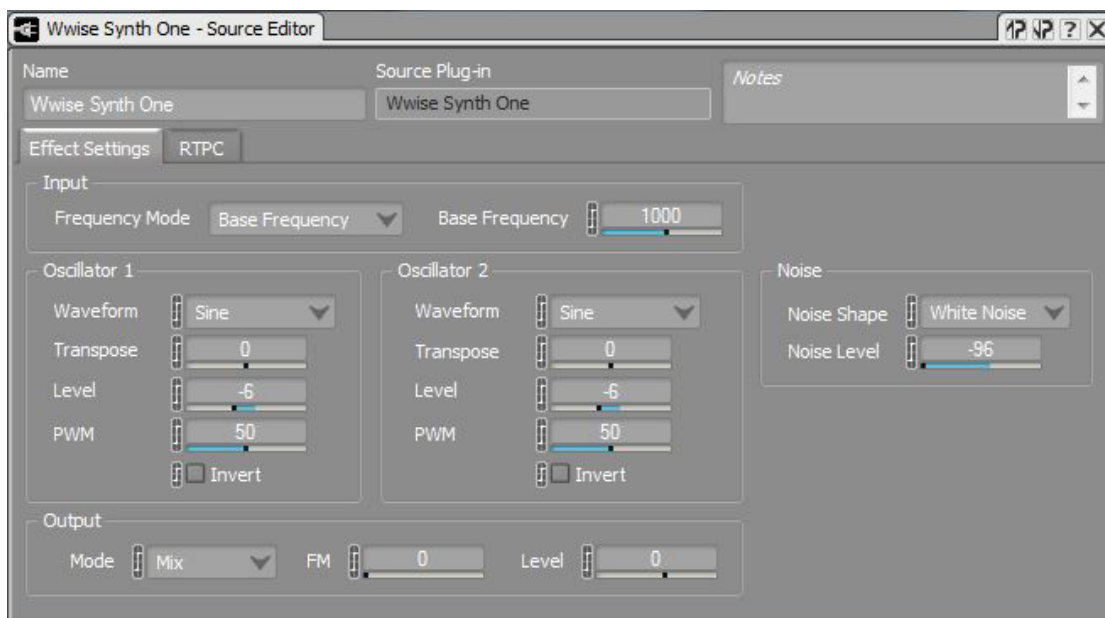 Wwise Synth One - Source Editor
Name
Source Plug-in
Notes
Wwise Synth One
Wwise Synth One
Effect Settings
RTPC
Input
Frequency Mode
Base Frequency
Base Frequency
1000
Oscillator 1
Waveform
Sine
Transpose
0
Level
-6
PWM
50
Invert
Oscillator 2
Waveform
Sine
Transpose
0
Level
-6
PWM
50
Invert
Noise
Noise Shape
White Noise
Noise Level
-96
Output
Mode
Mix
FM
0
Level
0